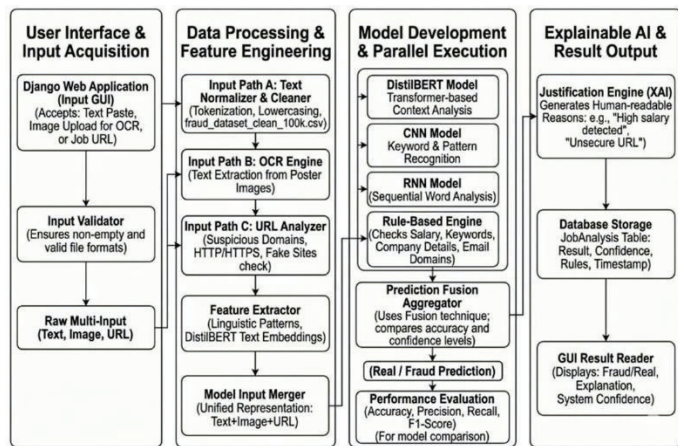 User Interface &
Input Acquisition
Django Web Application
(Input GUI)
(Accepts: Text Paste,
Image Upload for OCR,
or Job URL)
Input Validator
(Ensures non-empty and
valid file formats)
Raw Multi-Input
(Text, Image, URL)
Data Processing &
Feature Engineering
Input Path A: Text
Normalizer & Cleaner
(Tokenization, Lowercasing,
fraud_dataset_clean_100k.csv)
Input Path B: OCR Engine
(Text Extraction from Poster
Images)
Input Path C: URL Analyzer
(Suspicious Domains,
HTTP/HTTPS, Fake Sites
check)
Feature Extractor
(Linguistic Patterns,
DistilBERT Text Embeddings)
Model Input Merger
(Unified Representation:
Text+Image+URL)
Model Development
& Parallel Execution
DistilBERT Model
Transformer-based
Context Analysis
CNN Model
Keyword & Pattern
Recognition
RNN Model
(Sequential Word Analysis)
Rule-Based Engine
(Checks Salary, Keywords,
Company Details, Email
Domains)
Prediction Fusion
Aggregator
(Uses Fusion technique;
compares accuracy and
confidence levels)
(Real / Fraud Prediction)
Performance Evaluation
(Accuracy, Precision, Recall,
F1-Score)
(For model comparison)
Explainable AI &
Result Output
Justification Engine (XAI)
Generates Human-readable
Reasons: e.g., "High salary
detected",
"Unsecure URL")
Database Storage
JobAnalysis Table:
Result, Confidence,
Rules, Timestamp)
GUI Result Reader
(Displays: Fraud/Real,
Explanation,
System Confidence)